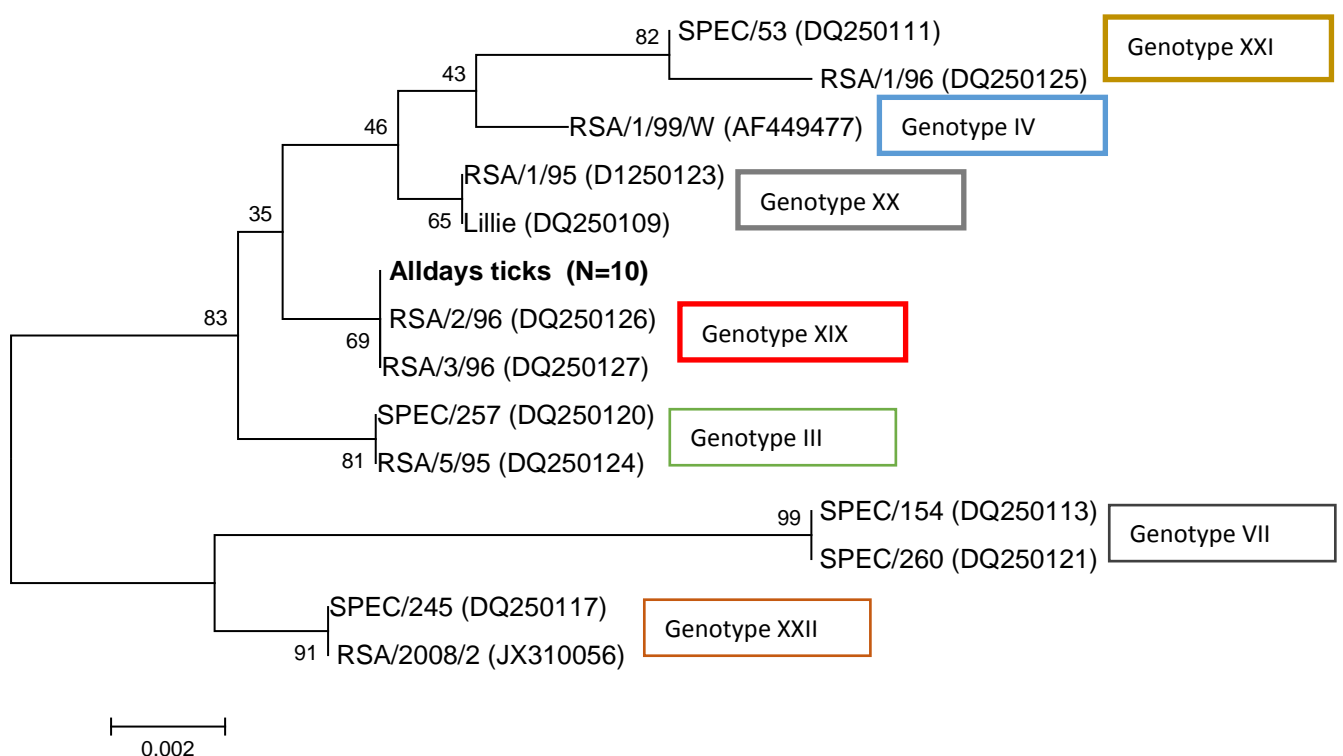 SPEC/53 (DQ250111)
82
Genotype XXI
RSA/1/96 (DQ250125)
43
RSA/1/99/W (AF449477)
Genotype IV
46
RSA/1/95 (D1250123)
Genotype XX
65
Lillie (DQ250109)
35
Alldays ticks (N=10)
RSA/2/96 (DQ250126)
Genotype XIX
83
69
RSA/3/96 (DQ250127)
SPEC/257 (DQ250120)
Genotype III
81
RSA/5/95 (DQ250124)
99
SPEC/154 (DQ250113)
Genotype VII
SPEC/260 (DQ250121)
SPEC/245 (DQ250117)
Genotype XXII
91
RSA/2008/2 (JX310056)
0.002